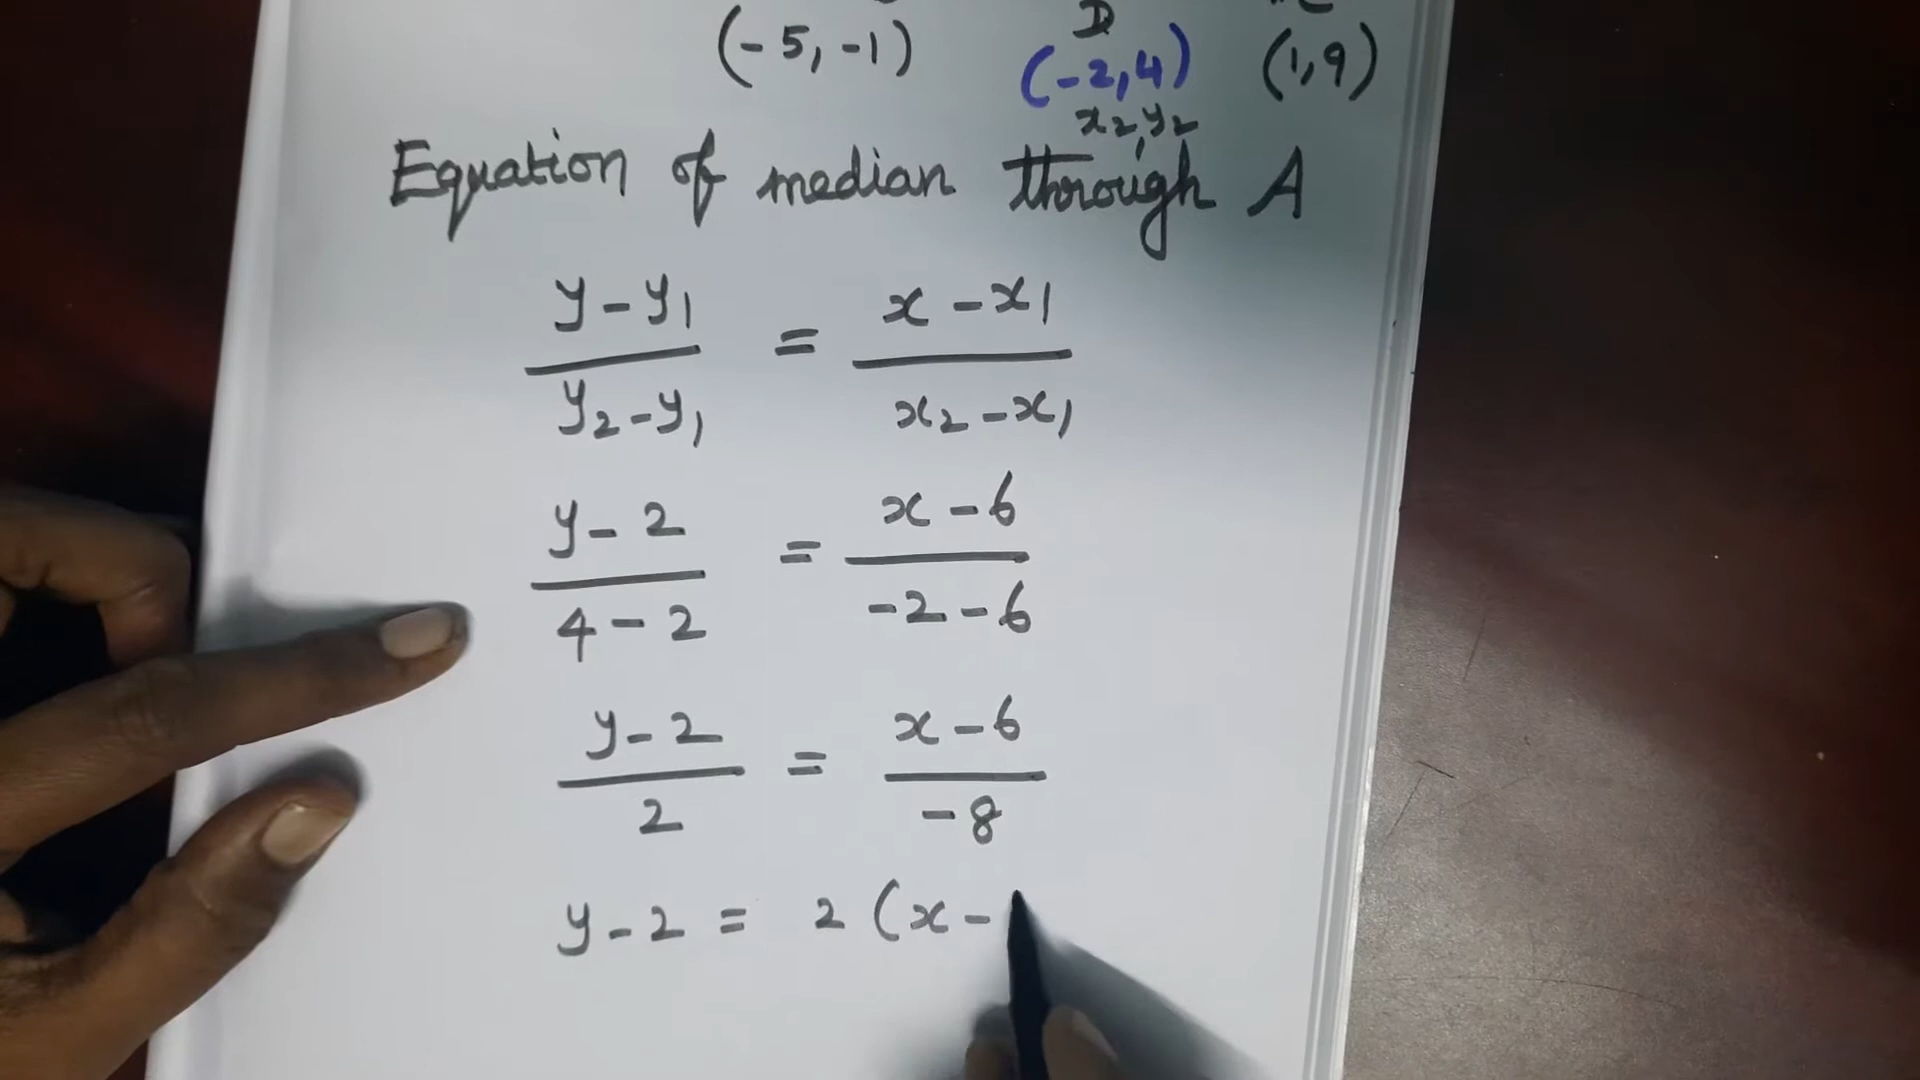 D
(-5, -1) (-2,4) (1,9)
x2,y2
Equation of median through A
y-y1 / y2-y1 = x-x1 / x2-x1
y-2 / 4-2 = x-6 / -2-6
y-2 / 2 = x-6 / -8
y-2 = 2(x-